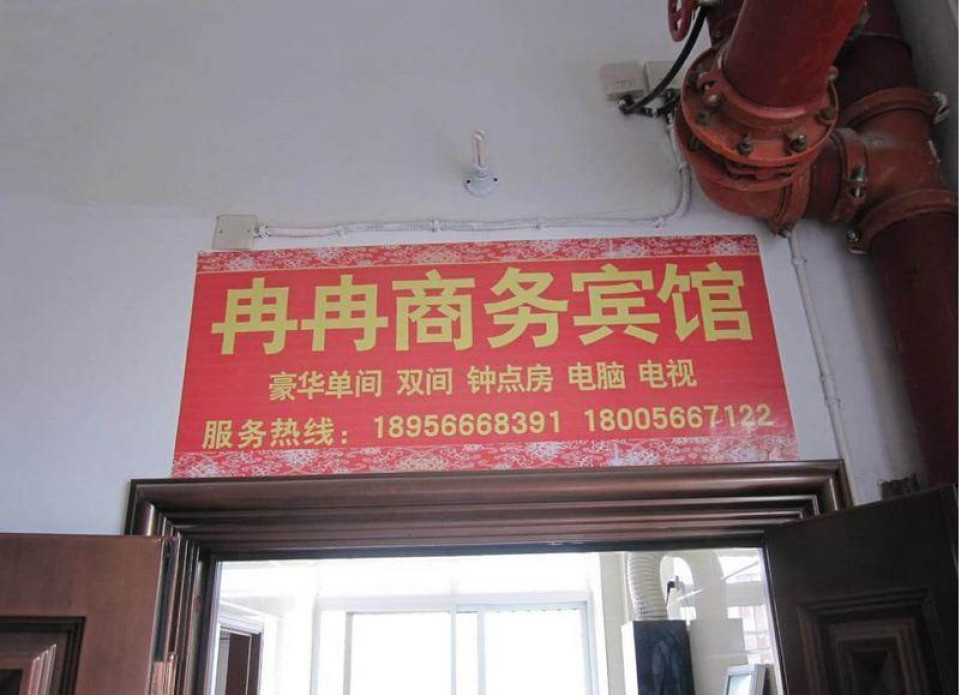 冉冉商务宾馆
豪华单间 双间 钟点房 电脑 电视
服务热线：18956668391 18005667122